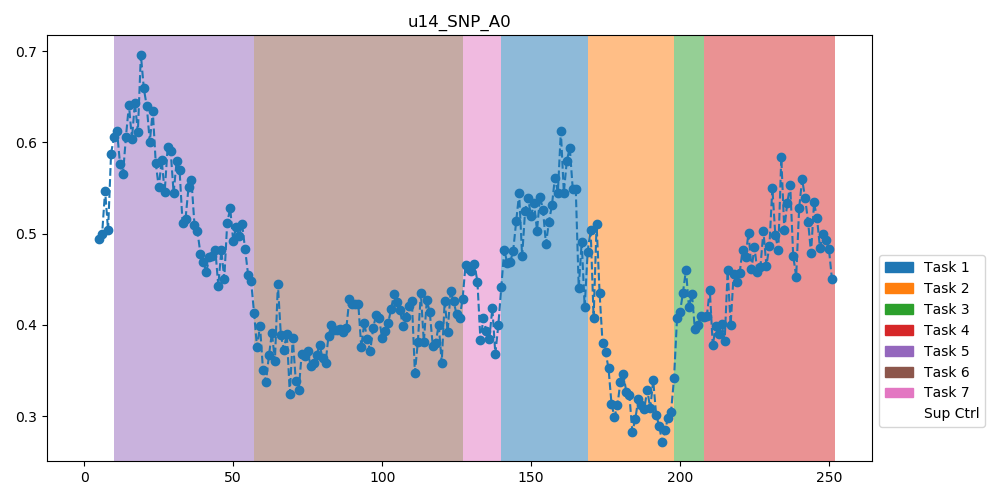 u14_SNP_A0
0.7
0.6
0.5
0.4
0.3
0 50 100 150 200 250
Task 1
Task 2
Task 3
Task 4
Task 5
Task 6
Task 7
Sup Ctrl